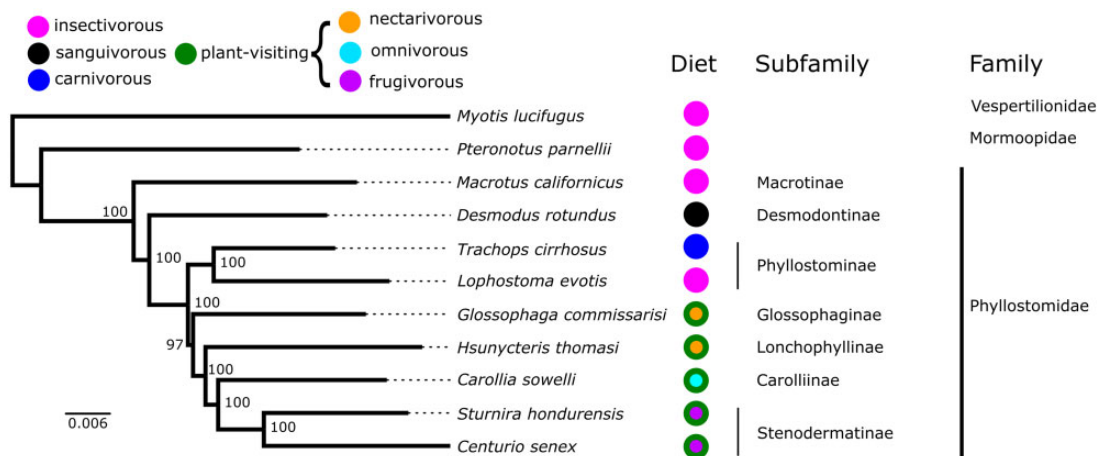 insectivorous
sanguivorous
carnivorous
plant-visiting
nectarivorous
omnivorous
frugivorous
Diet Subfamily Family
Myotis lucifugus Vespertilionidae
Pteronotus parnellii Mormoopidae
Macrotus californicus Macrotinae
100
Desmodus rotundus Desmodontinae
Trachops cirrhosus
100 100
Phyllostominae
Lophostoma evotis
100
Phyllostomidae
Glossophaga commissarisi Glossophaginae
97
Hsunycteris thomasi Lonchophyllinae
100
Carollia sowelli Carolliinae
100
Sturnira hondurensis
0.006
100
Stenodermatinae
Centurio senex